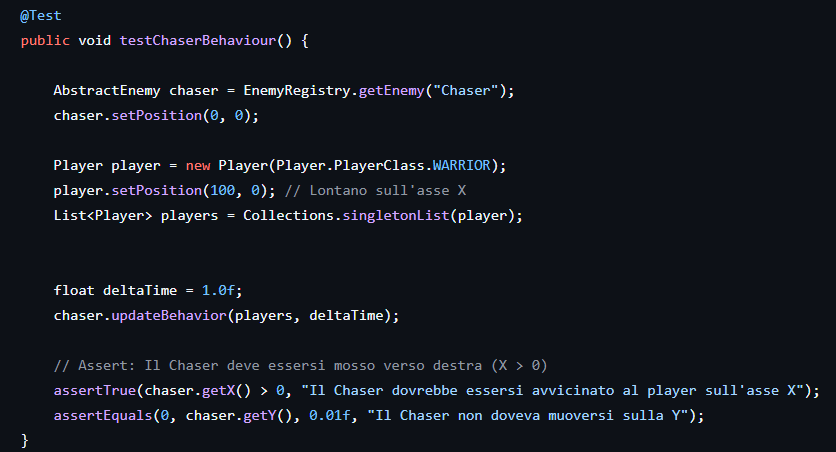 @Test
public void testChaserBehaviour() {
AbstractEnemy chaser = EnemyRegistry.getEnemy("Chaser");
chaser.setPosition(0, 0);
Player player = new Player(Player.PlayerClass.WARRIOR);
player.setPosition(100, 0); // Lontano sull'asse X
List<Player> players = Collections.singletonList(player);
float deltaTime = 1.0f;
chaser.updateBehavior(players, deltaTime);
// Assert: Il Chaser deve essersi mosso verso destra (X > 0)
assertTrue(chaser.getX() > 0, "Il Chaser dovrebbe essersi avvicinato al player sull'asse X");
assertEquals(0, chaser.getY(), 0.01f, "Il Chaser non doveva muoversi sulla Y");
}